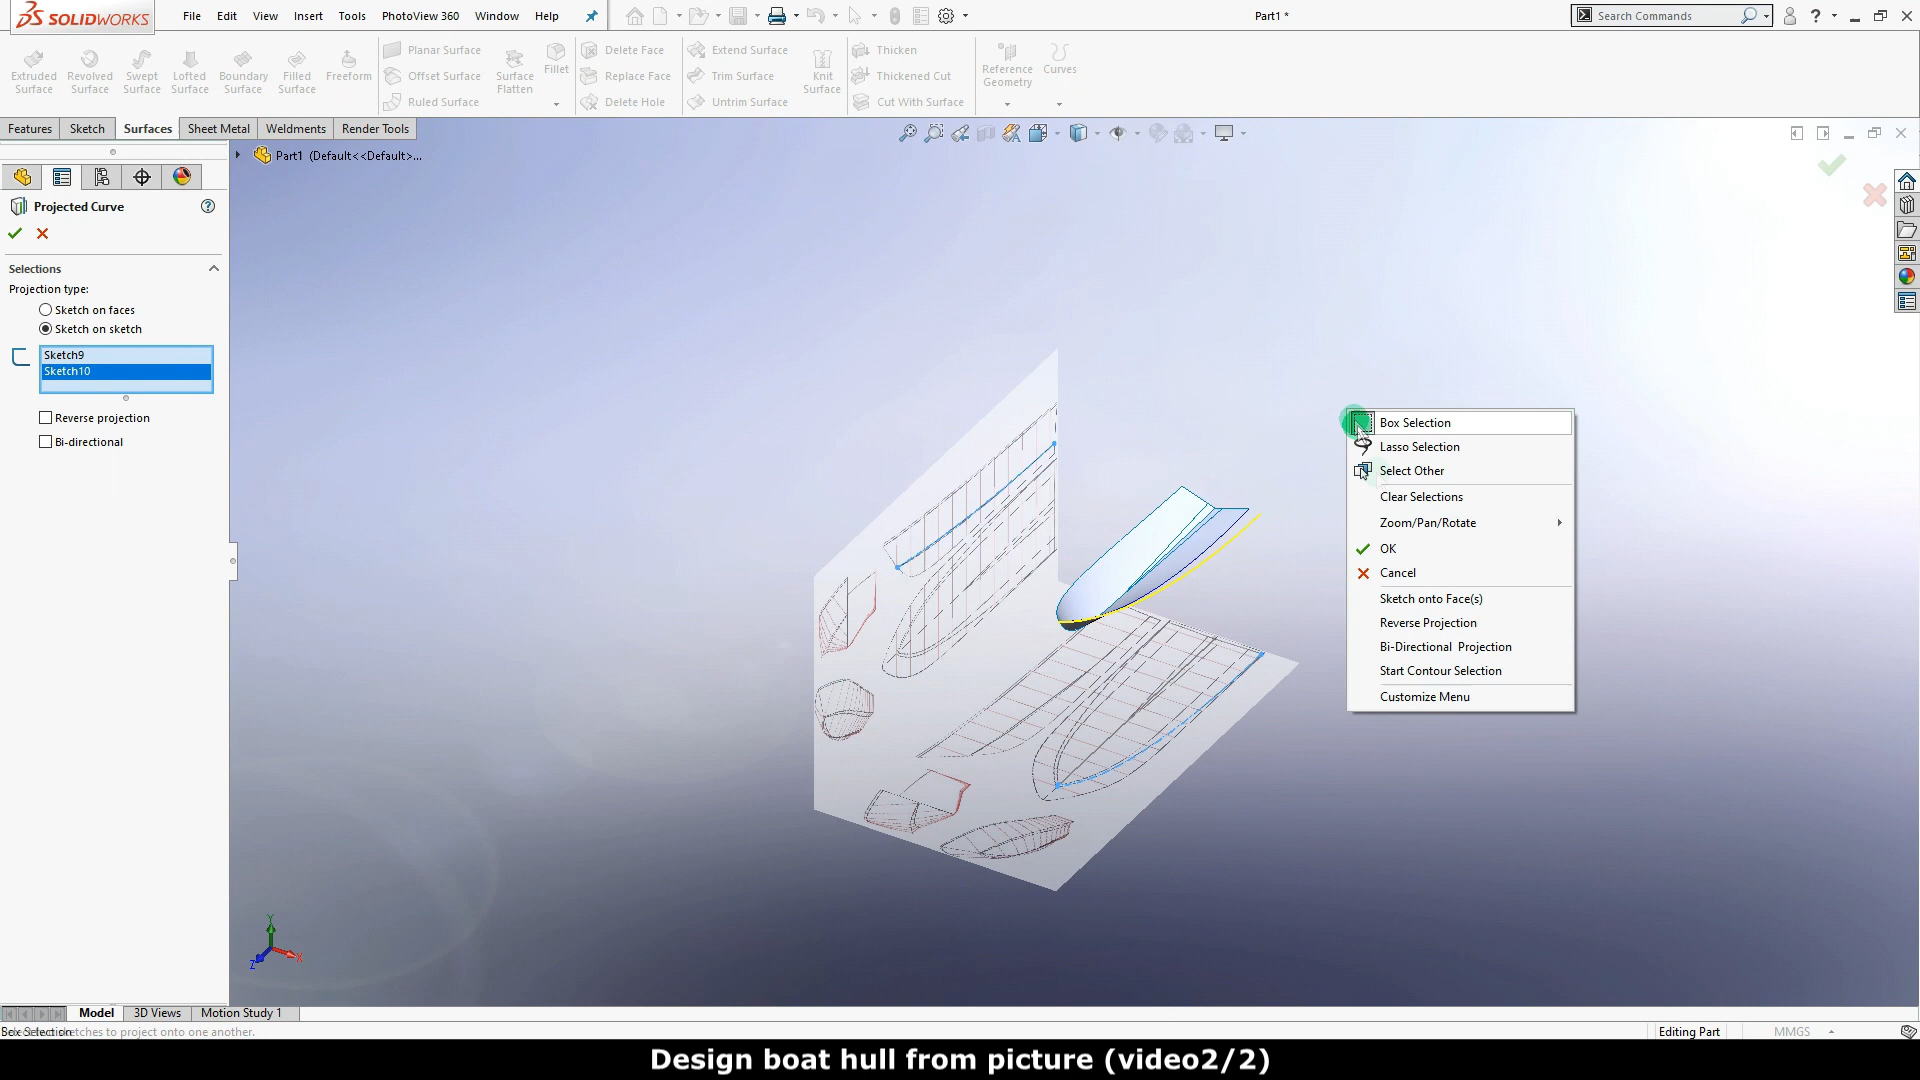 SOLIDWORKS
File Edit View Insert Tools PhotoView 360 Window Help
Part1 *
Search Commands
Extruded Surface
Revolved Surface
Swept Surface
Lofted Surface
Boundary Surface
Filled Surface
Freeform
Planar Surface
Offset Surface
Ruled Surface
Surface Flatten
Fillet
Delete Face
Replace Face
Delete Hole
Extend Surface
Trim Surface
Untrim Surface
Knit Surface
Thicken
Thickened Cut
Cut With Surface
Reference Geometry
Curves
Features Sketch Surfaces Sheet Metal Weldments Render Tools
Part1 (Default<<Default>...
Projected Curve
Selections
Projection type:
Sketch on faces
Sketch on sketch
Sketch9
Sketch10
Reverse projection
Bi-directional
Box Selection
Lasso Selection
Select Other
Clear Selections
Zoom/Pan/Rotate
OK
Cancel
Sketch onto Face(s)
Reverse Projection
Bi-Directional Projection
Start Contour Selection
Customize Menu
Y
X
Z
Model 3D Views Motion Study 1
tches to project onto one another.
Editing Part
MMGS
Design boat hull from picture (video2/2)